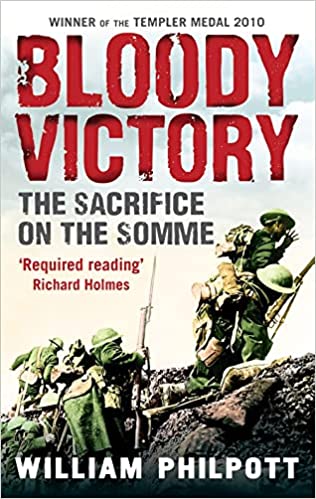 WINNER OF THE TEMPLER MEDAL 2010
BLOODY
VICTORY
THE SACRIFICE
ON THE SOMME
'Required reading'
Richard Holmes
WILLIAM PHILPOTT